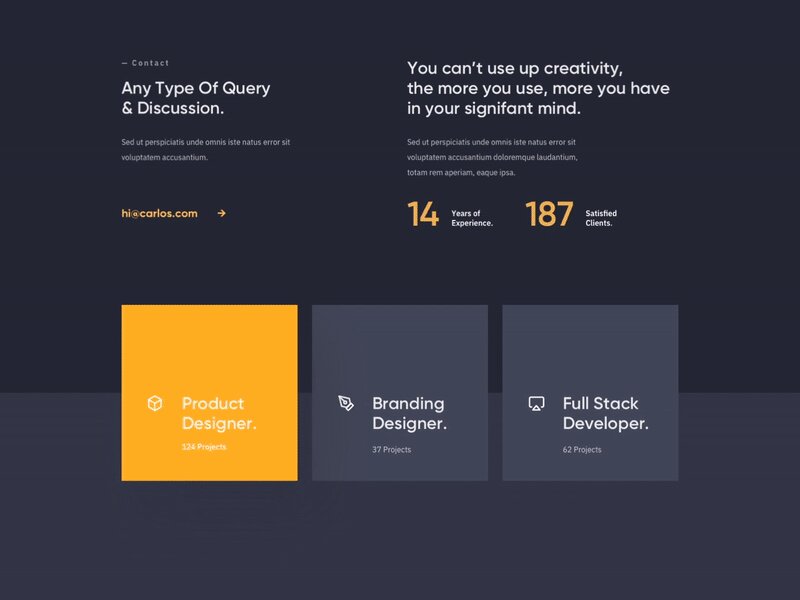 — Contact
Any Type Of Query
& Discussion.
Sed ut perspiciatis unde omnis iste natus error sit
voluptatem accusantium.
hi@carlos.com →
You can’t use up creativity,
the more you use, more you have
in your signifant mind.
Sed ut perspiciatis unde omnis iste natus error sit
voluptatem accusantium doloremque laudantium,
totam rem aperiam, eaque ipsa.
14
Years of
Experience.
187
Satisfied
Clients.
Product
Designer.
124 Projects
Branding
Designer.
37 Projects
Full Stack
Developer.
62 Projects